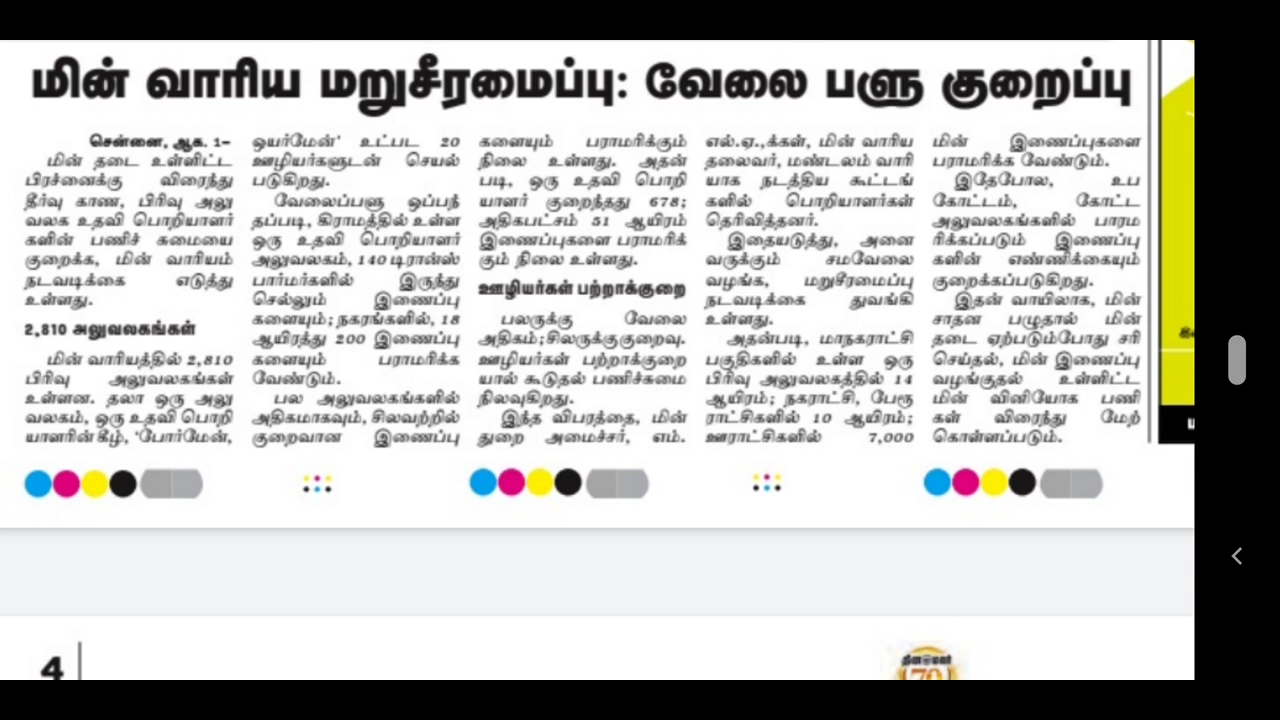 மின் வாரிய மறுசீரமைப்பு: வேலை பளு குறைப்பு
சென்னை, ஆக. 1–
மின் தடை உள்ளிட்ட
பிரச்னைக்கு விரைந்து
தீர்வு காண, பிரிவு அலு
வலக உதவி பொறியாளர்
களின் பணிச் சுமையை
குறைக்க, மின் வாரியம்
நடவடிக்கை எடுத்து
உள்ளது.
2,810 அலுவலகங்கள்
மின் வாரியத்தில் 2,810
பிரிவு அலுவலகங்கள்
உள்ளன. தலா ஒரு அலு
வலகம், ஒரு உதவி பொறி
யாளரின் கீழ், 'போர்மேன்,
ஒயர்மேன்' உட்பட 20
ஊழியர்களுடன் செயல்
படுகிறது.
வேலைப்பளு ஒப்பந்
தப்படி, கிராமத்தில் உள்ள
ஒரு உதவி பொறியாளர்
அலுவலகம், 140 டிரான்ஸ்
பார்மர்களில் இருந்து
செல்லும் இணைப்பு
களையும்; நகரங்களில், 18
ஆயிரத்து 200 இணைப்பு
களையும் பராமரிக்க
வேண்டும்.
பல அலுவலகங்களில்
அதிகமாகவும், சிலவற்றில்
குறைவான இணைப்பு
களையும் பராமரிக்கும்
நிலை உள்ளது. அதன்
படி, ஒரு உதவி பொறி
யாளர் குறைந்தது 678;
அதிகபட்சம் 51 ஆயிரம்
இணைப்புகளை பராமரிக்
கும் நிலை உள்ளது.
ஊழியர்கள் பற்றாக்குறை
பலருக்கு வேலை
அதிகம்; சிலருக்கு குறைவு.
ஊழியர்கள் பற்றாக்குறை
யால் கூடுதல் பணிச்சுமை
நிலவுகிறது.
இந்த விபரத்தை, மின்
துறை அமைச்சர், எம்.
எல்.ஏ.,க்கள், மின் வாரிய
தலைவர், மண்டலம் வாரி
யாக நடத்திய கூட்டங்
களில் பொறியாளர்கள்
தெரிவித்தனர்.
இதையடுத்து, அனை
வருக்கும் சமவேலை
வழங்க, மறுசீரமைப்பு
நடவடிக்கை துவங்கி
உள்ளது.
அதன்படி, மாநகராட்சி
பகுதிகளில் உள்ள ஒரு
பிரிவு அலுவலகத்தில் 14
ஆயிரம்; நகராட்சி, பேரூ
ராட்சிகளில் 10 ஆயிரம்;
ஊராட்சிகளில் 7,000
மின் இணைப்புகளை
பராமரிக்க வேண்டும்.
இதேபோல, உப
கோட்டம், கோட்ட
அலுவலகங்களில் பராம
ரிக்கப்படும் இணைப்பு
களின் எண்ணிக்கையும்
குறைக்கப்படுகிறது.
இதன் வாயிலாக, மின்
சாதன பழுதால் மின்
தடை ஏற்படும்போது சரி
செய்தல், மின் இணைப்பு
வழங்குதல் உள்ளிட்ட
மின் வினியோக பணி
கள் விரைந்து மேற்
கொள்ளப்படும்.
4
தினமலர்
70